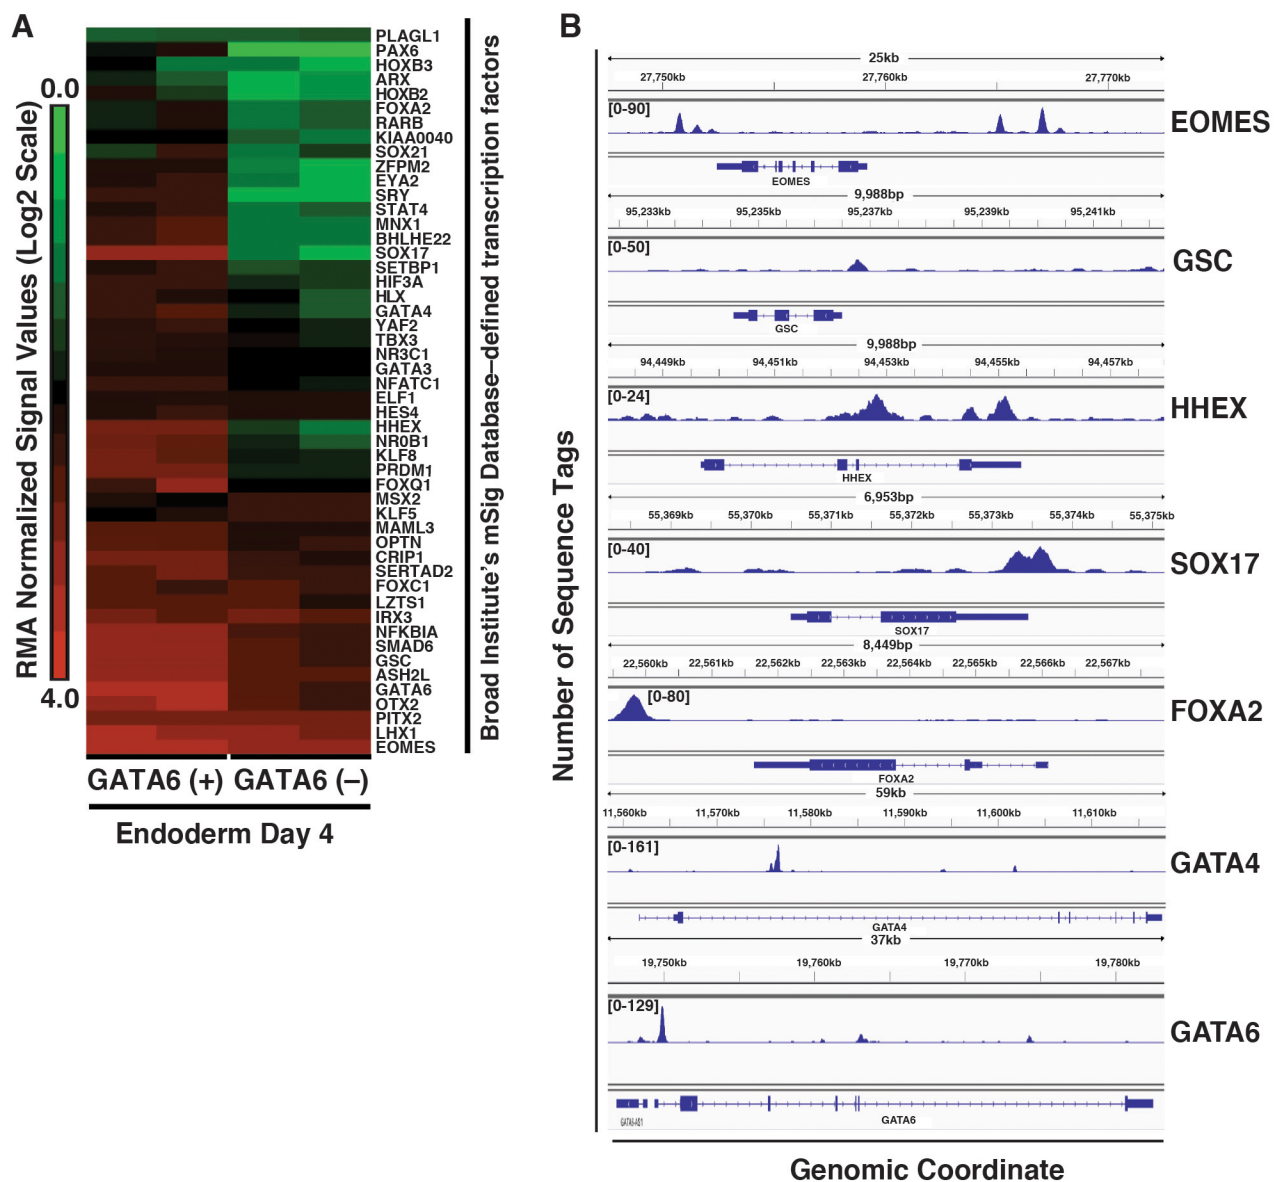 A
0.0
RMA Normalized Signal Values (Log2 Scale)
4.0
PLAGL1
PAX6
HOXB3
ARX
HOXB2
FOXA2
RARB
KIAA0040
SOX21
ZFPM2
EYA2
SRY
STAT4
MNX1
BHLHE22
SOX17
SETBP1
HIF3A
HLX
GATA4
YAF2
TBX3
NR3C1
GATA3
NFATC1
ELF1
HES4
HHEX
NR0B1
KLF8
PRDM1
FOXQ1
MSX2
KLF5
MAML3
OPTN
CRIP1
SERTAD2
FOXC1
LZTS1
IRX3
NFKBIA
SMAD6
GSC
ASH2L
GATA6
OTX2
PITX2
LHX1
EOMES
Broad Institute's mSig Database–defined transcription factors
GATA6 (+) GATA6 (–)
Endoderm Day 4
B
Number of Sequence Tags
25kb
27,750kb 27,760kb 27,770kb
[0-90]
EOMES
EOMES
9,988bp
95,233kb 95,235kb 95,237kb 95,239kb 95,241kb
[0-50]
GSC
GSC
9,988bp
94,449kb 94,451kb 94,453kb 94,455kb 94,457kb
[0-24]
HHEX
HHEX
6,953bp
55,369kb 55,370kb 55,371kb 55,372kb 55,373kb 55,374kb 55,375kb
[0-40]
SOX17
SOX17
8,449bp
22,560kb 22,561kb 22,562kb 22,563kb 22,564kb 22,565kb 22,566kb 22,567kb
[0-80]
FOXA2
FOXA2
59kb
11,560kb 11,570kb 11,580kb 11,590kb 11,600kb 11,610kb
[0-161]
GATA4
GATA4
37kb
19,750kb 19,760kb 19,770kb 19,780kb
[0-129]
GATA6
GATA6-AS1
GATA6
Genomic Coordinate